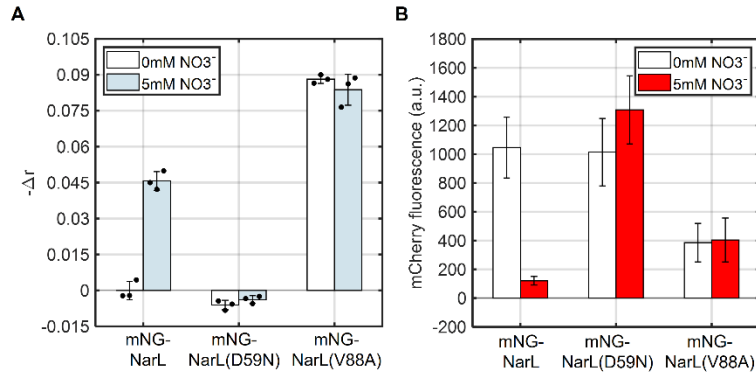 A
0.105
0.09
0.075
0.06
0.045
0.03
0.015
0
-0.015
-Δr
0mM NO3⁻
5mM NO3⁻
mNG-
NarL
mNG-
NarL(D59N)
mNG-
NarL(V88A)
B
1800
1600
1400
1200
1000
800
600
400
200
0
-200
mCherry fluorescence (a.u.)
0mM NO3⁻
5mM NO3⁻
mNG-
NarL
mNG-
NarL(D59N)
mNG-
NarL(V88A)